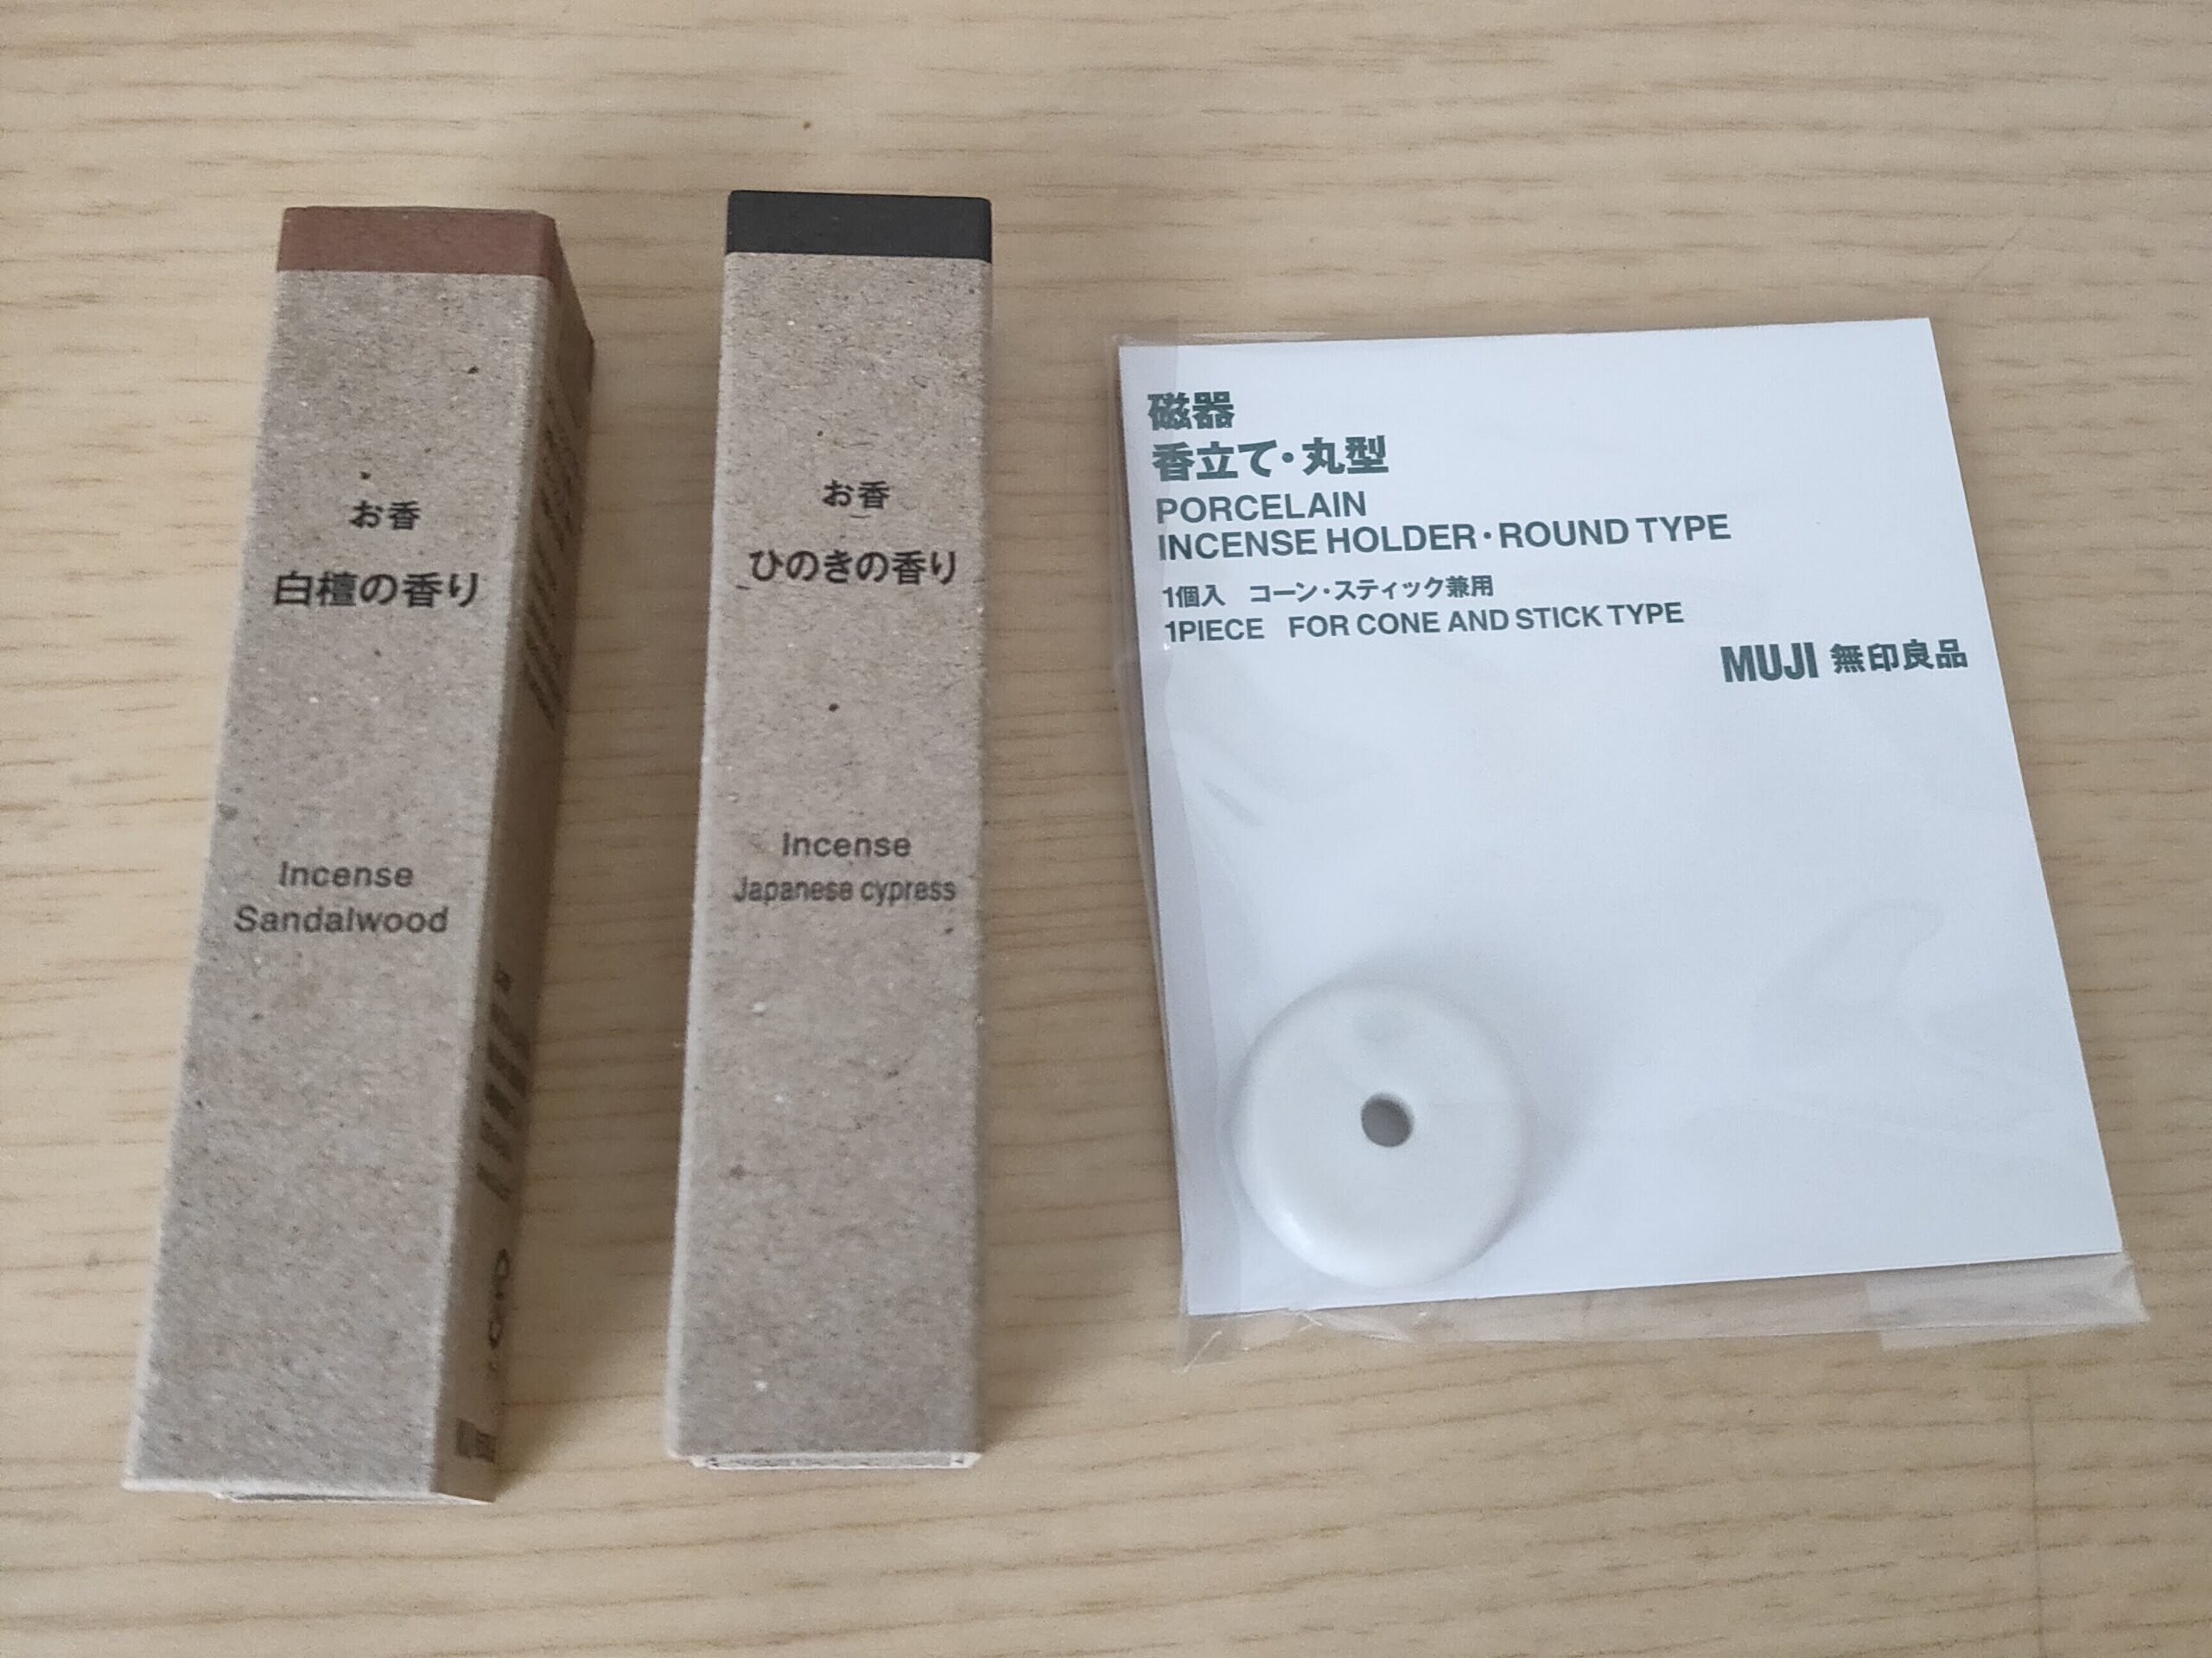 お香
白檀の香り
Incense
Sandalwood
お香
ひのきの香り
Incense
Japanese cypress
磁器
香立て・丸型
PORCELAIN
INCENSE HOLDER・ROUND TYPE
1個入　コーン・スティック兼用
1PIECE FOR CONE AND STICK TYPE
MUJI 無印良品